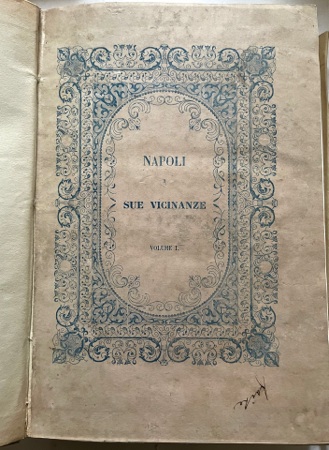 NAPOLI
E
SUE VICINANZE
VOLUME I.